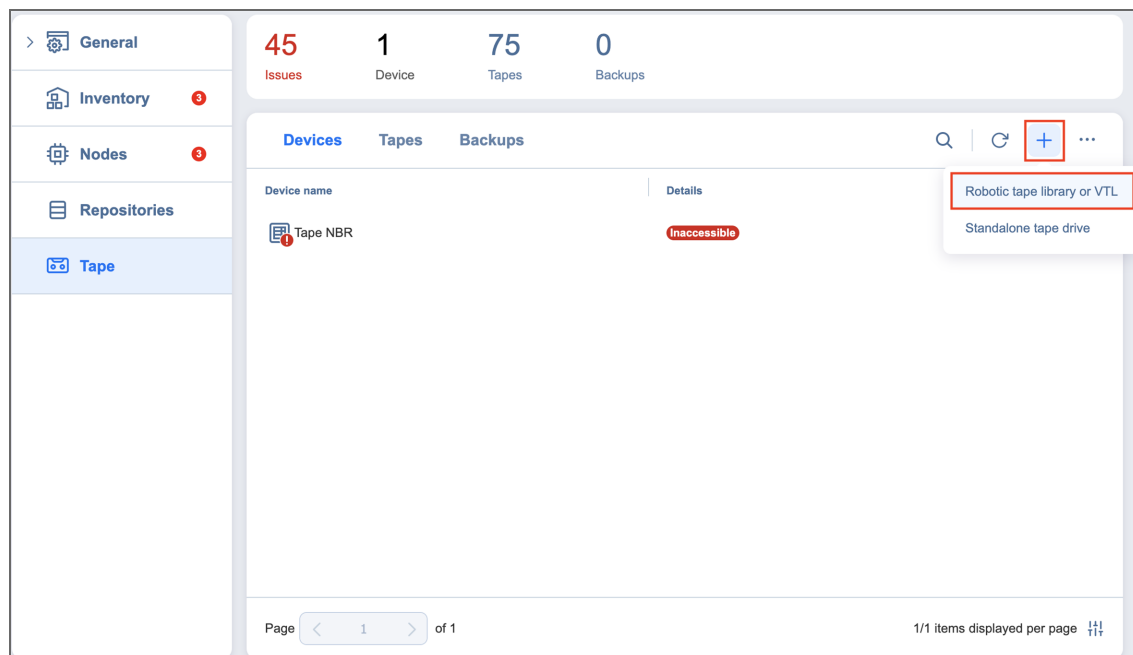 General
Inventory 3
Nodes 3
Repositories
Tape
45 1 75 0
Issues Device Tapes Backups
Devices Tapes Backups
Device name Details
Robotic tape library or VTL
Tape NBR Inaccessible
Standalone tape drive
Page 1 of 1
1/1 items displayed per page